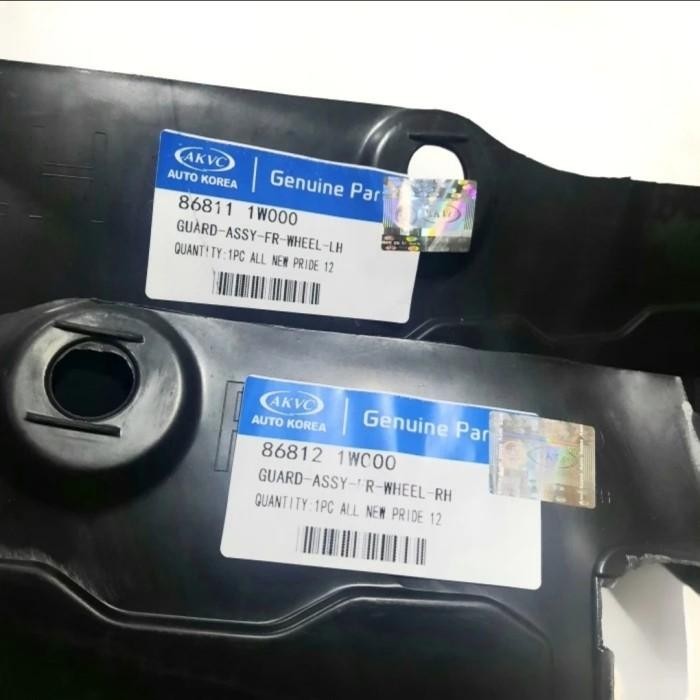 AKVC
AUTO KOREA
Genuine Par
86811 1W000
GUARD-ASSY-FR-WHEEL-LH
QUANTITY:1PC ALL NEW PRIDE 12
AKVC
AUTO KOREA
Genuine Par
86812 1W000
GUARD-ASSY-FR-WHEEL-RH
QUANTITY:1PC ALL NEW PRIDE 12